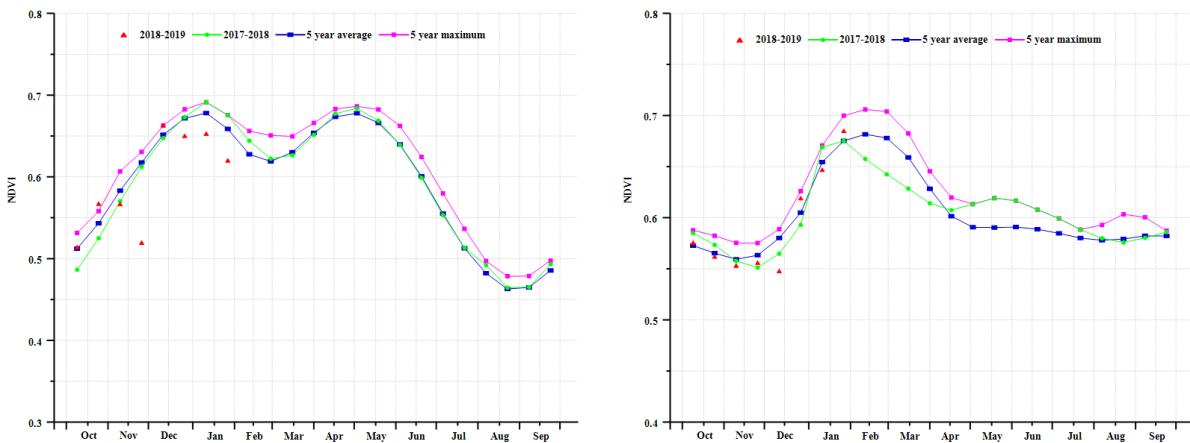 0.8
2018-2019 2017-2018 5 year average 5 year maximum
0.7
0.6
NDVI
0.5
0.4
0.3
Oct Nov Dec Jan Feb Mar Apr May Jun Jul Aug Sep
0.8
2018-2019 2017-2018 5 year average 5 year maximum
0.7
0.6
NDVI
0.5
0.4
Oct Nov Dec Jan Feb Mar Apr May Jun Jul Aug Sep